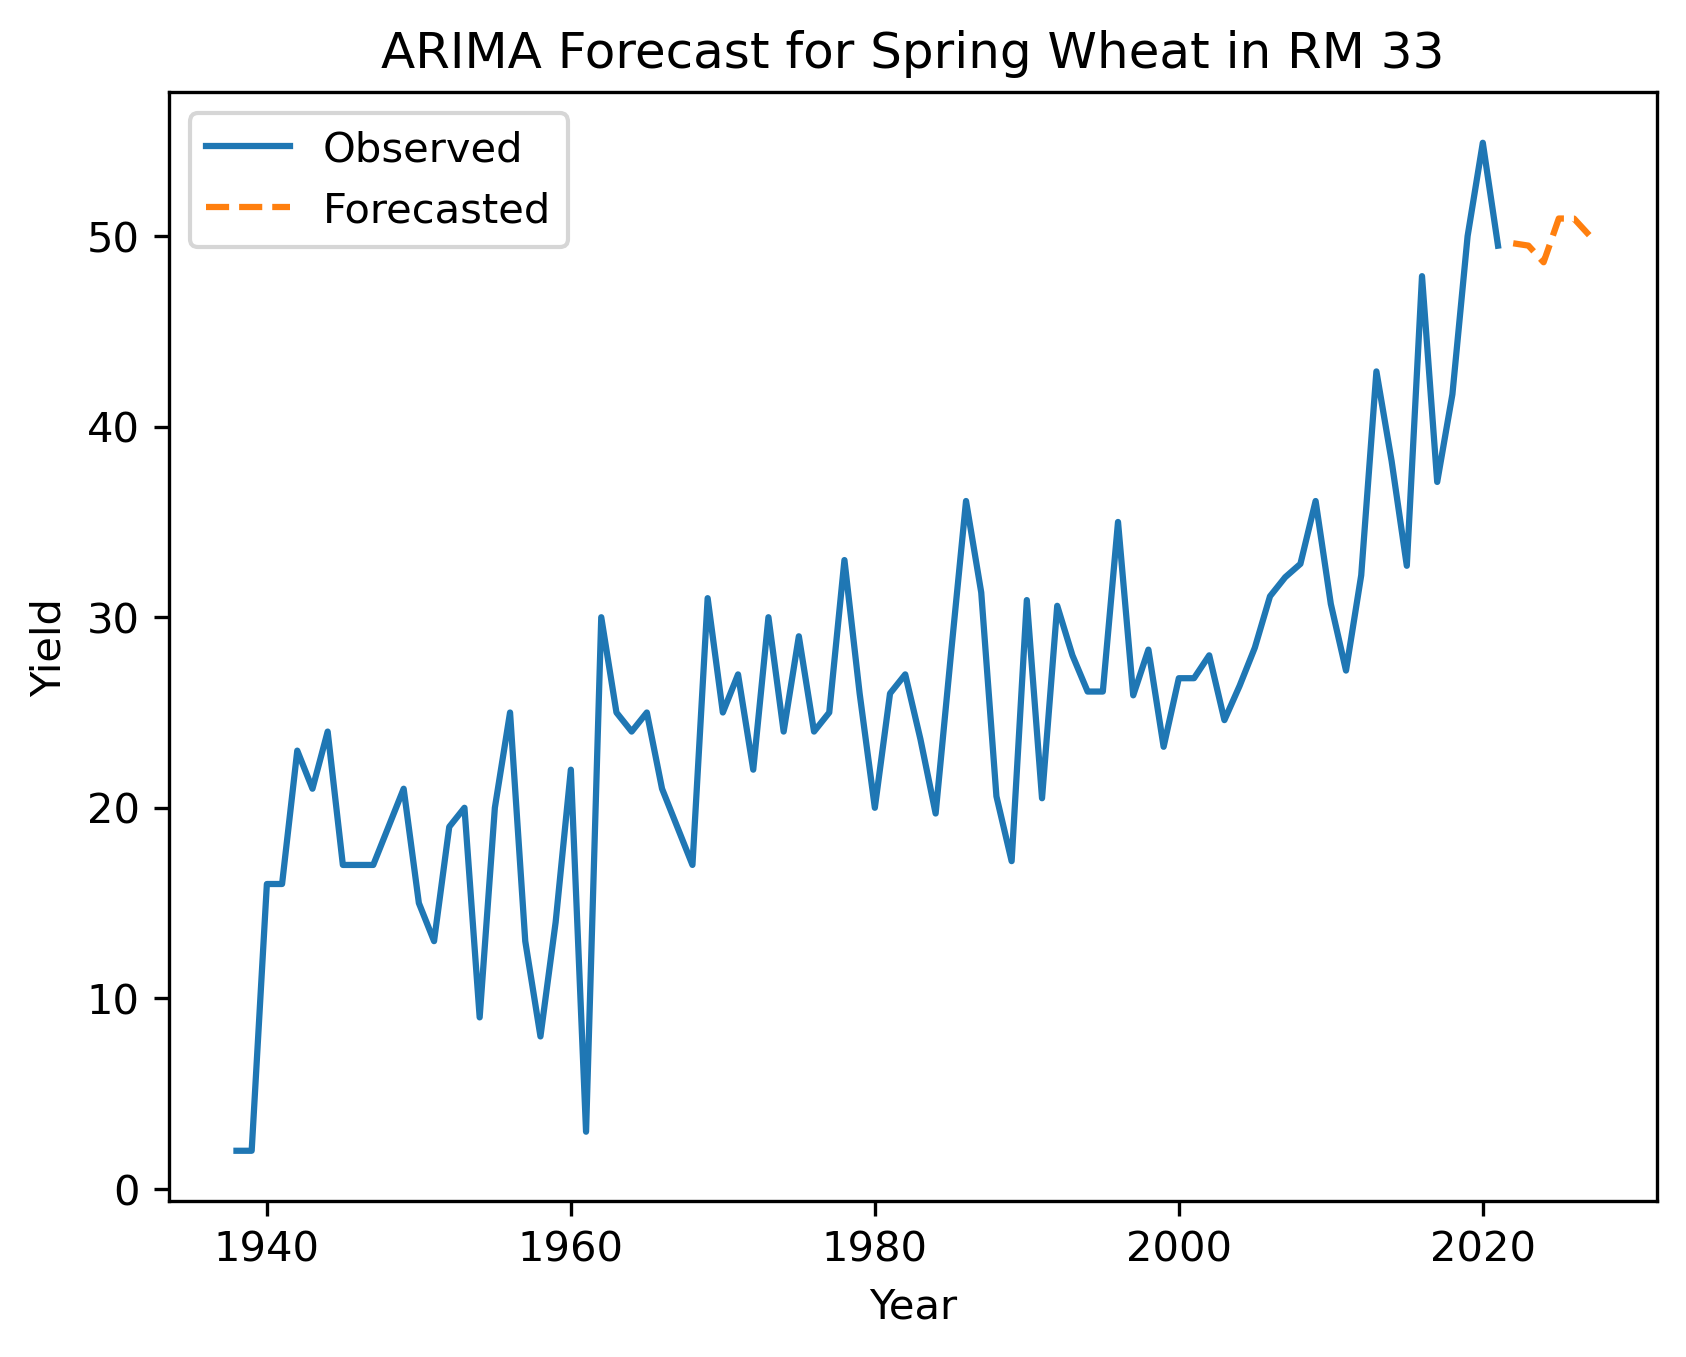 ARIMA Forecast for Spring Wheat in RM 33
Observed
Forecasted
50
40
30
20
10
0
Yield
1940 1960 1980 2000 2020
Year